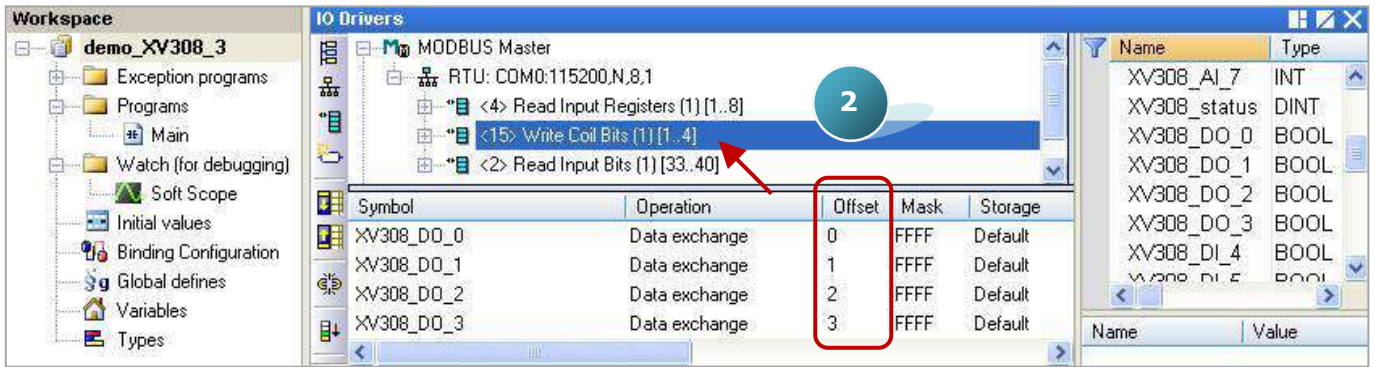 Workspace
demo_XV308_3
Exception programs
Programs
Main
Watch (for debugging)
Soft Scope
Initial values
Binding Configuration
Global defines
Variables
Types
IO Drivers
MODBUS Master
RTU: COM0:115200,N,8,1
<4> Read Input Registers (1) [1..8]
<15> Write Coil Bits (1) [1..4]
<2> Read Input Bits (1) [33..40]
2
Symbol Operation Offset Mask Storage
XV308_DO_0 Data exchange 0 FFFF Default
XV308_DO_1 Data exchange 1 FFFF Default
XV308_DO_2 Data exchange 2 FFFF Default
XV308_DO_3 Data exchange 3 FFFF Default
Name Type
XV308_AI_7 INT
XV308_status DINT
XV308_DO_0 BOOL
XV308_DO_1 BOOL
XV308_DO_2 BOOL
XV308_DO_3 BOOL
XV308_DI_4 BOOL
XV308_DI_5 BOOL
Name Value